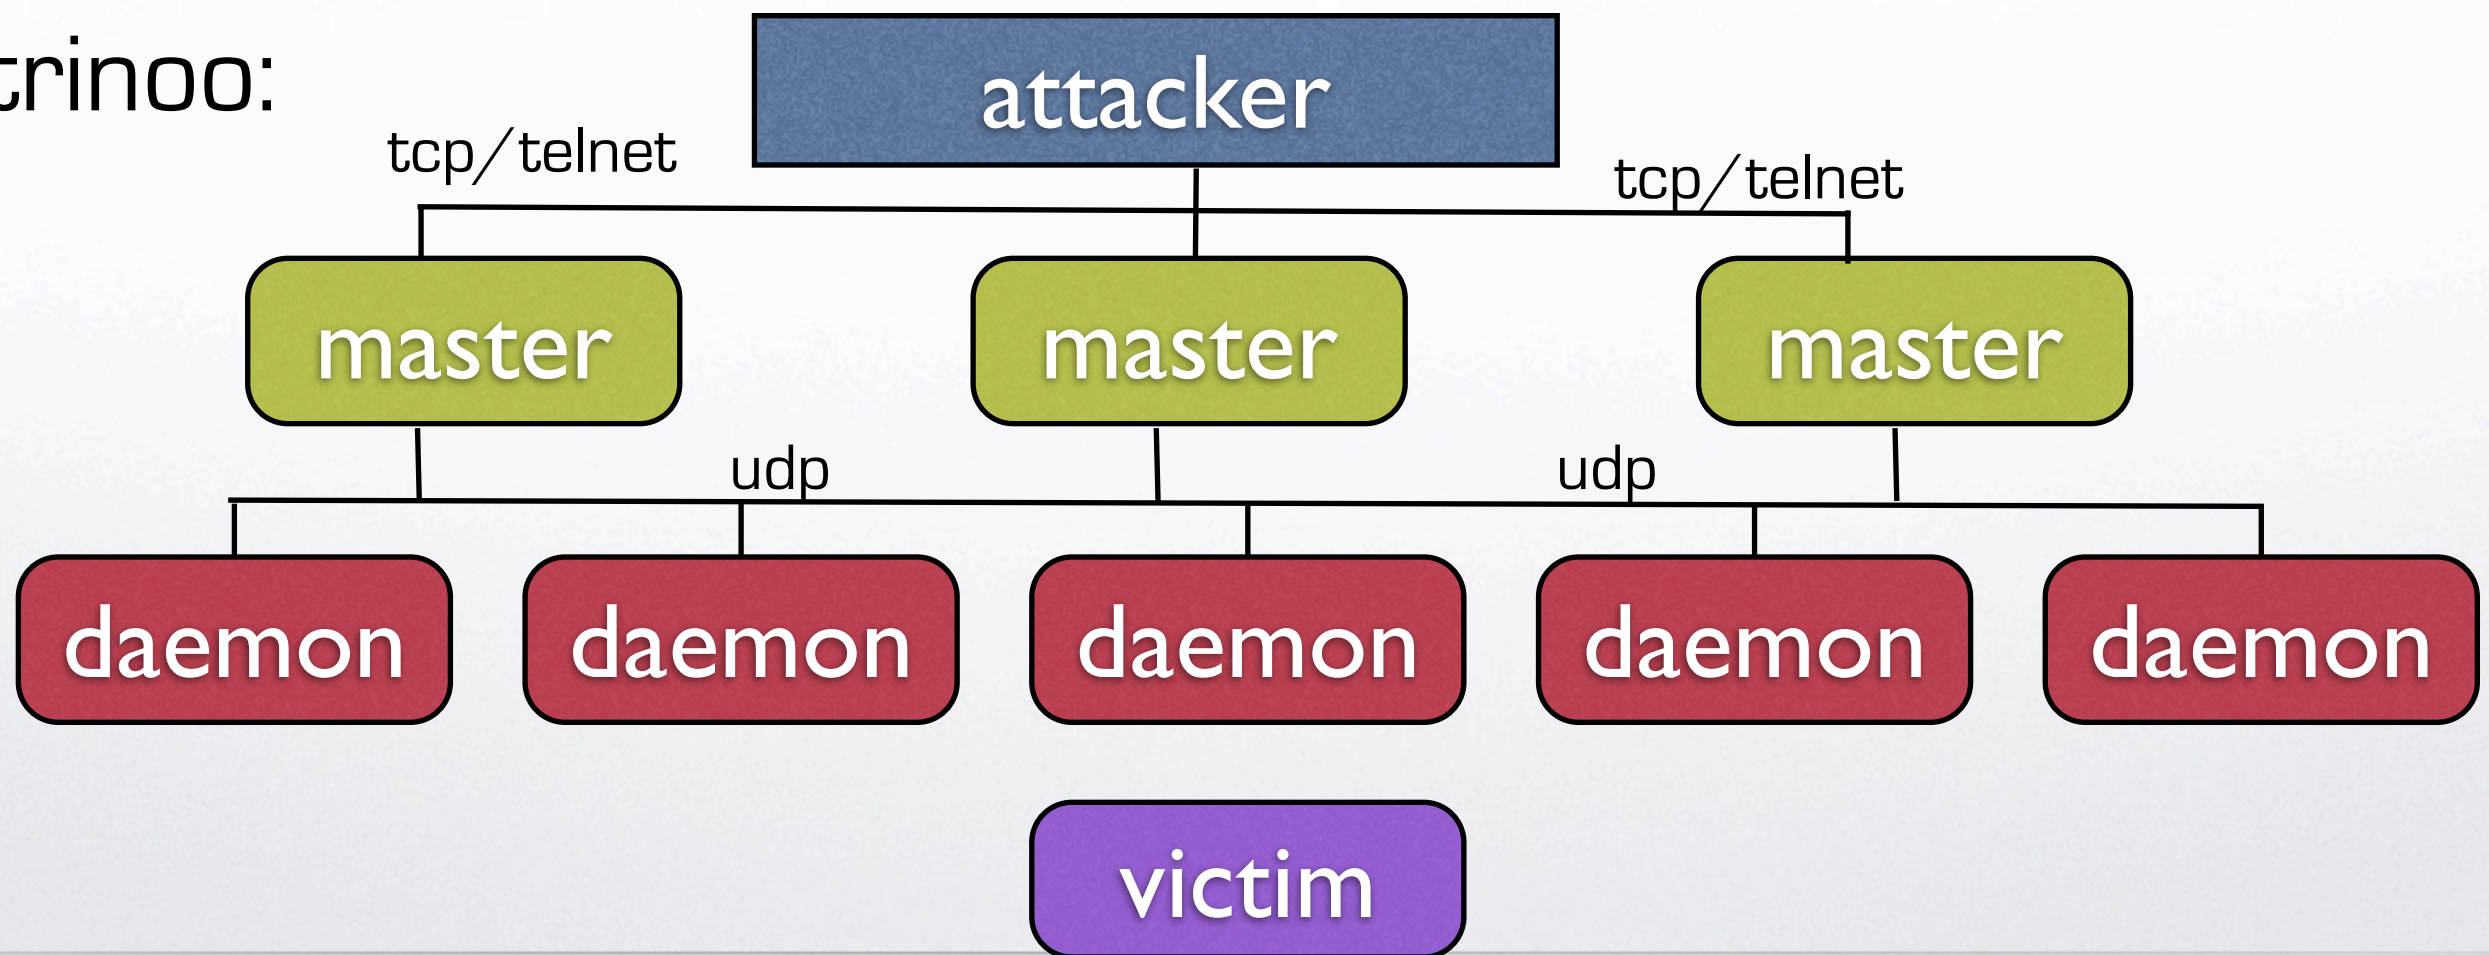 trinoo:
attacker
tcp/telnet
tcp/telnet
master master master
udp udp
daemon daemon daemon daemon daemon
victim